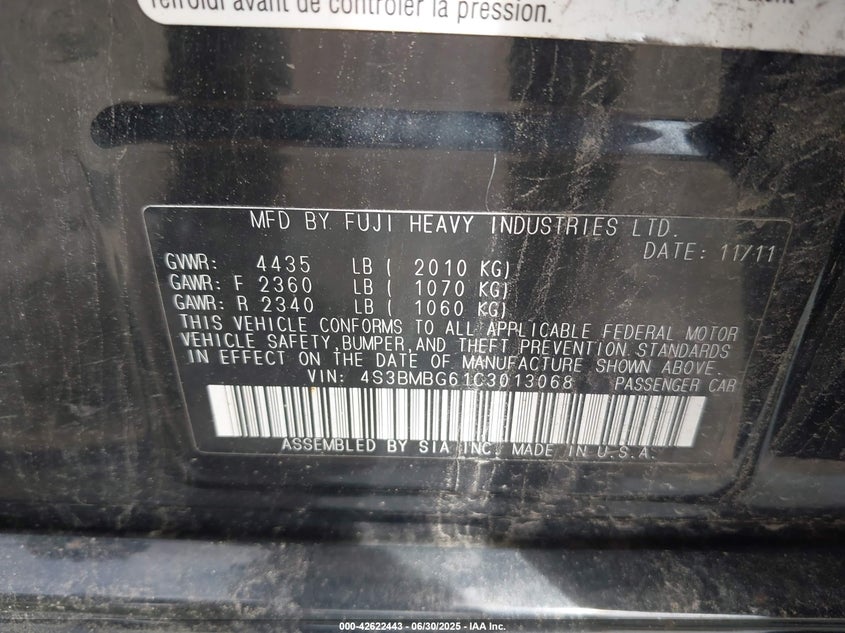 refroidi avant de contrôler la pression.
MFD BY FUJI HEAVY INDUSTRIES LTD.
DATE: 11/11
GVWR: 4435 LB ( 2010 KG)
GAWR: F 2360 LB ( 1070 KG)
GAWR: R 2340 LB ( 1060 KG)
THIS VEHICLE CONFORMS TO ALL APPLICABLE FEDERAL MOTOR
VEHICLE SAFETY, BUMPER, AND THEFT PREVENTION STANDARDS
IN EFFECT ON THE DATE OF MANUFACTURE SHOWN ABOVE.
VIN: 4S3BMBG61C3013068 PASSENGER CAR
ASSEMBLED BY SIA INC. MADE IN U.S.A.
000-42622443 - 06/30/2025 - IAA Inc.